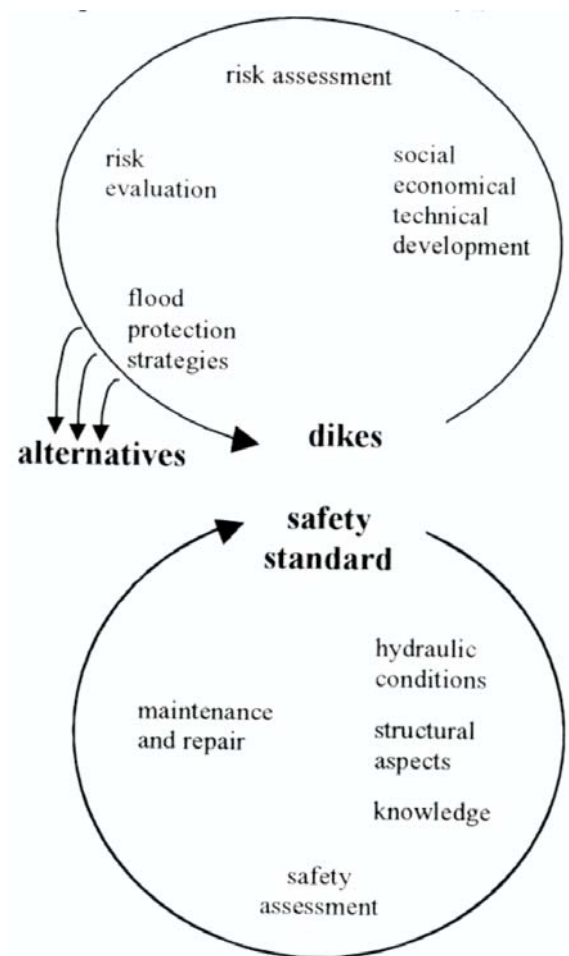 risk assessment
risk
evaluation
social
economical
technical
development
flood
protection
strategies
alternatives
dikes
safety
standard
hydraulic
conditions
maintenance
and repair
structural
aspects
knowledge
safety
assessment